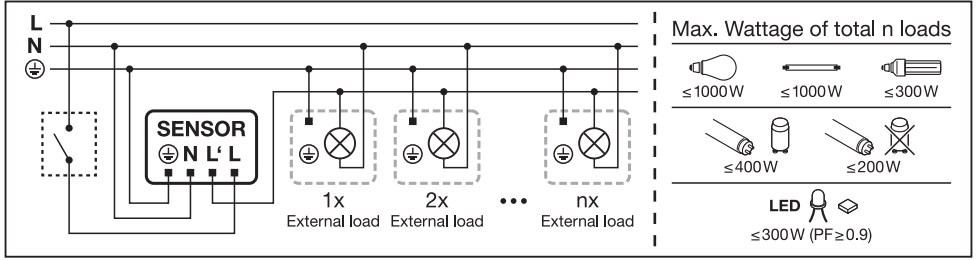 L
N
SENSOR
N L‘ L
1x
External load
2x
External load
•••
nx
External load
Max. Wattage of total n loads
≤1000W
≤1000W
≤300W
≤400W
≤200W
LED
≤300W (PF≥0.9)